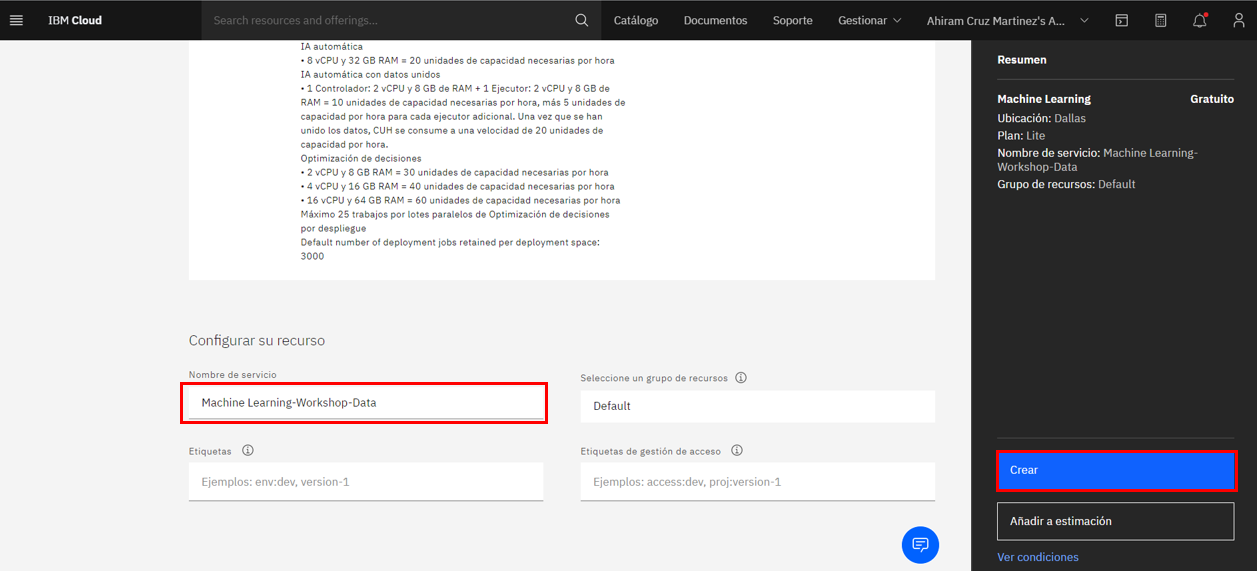 IBM Cloud
Search resources and offerings...
Catálogo
Documentos
Soporte
Gestionar
Ahiram Cruz Martinez's A...
IA automática
• 8 vCPU y 32 GB RAM = 20 unidades de capacidad necesarias por hora
IA automática con datos unidos
• 1 Controlador: 2 vCPU y 8 GB de RAM + 1 Ejecutor: 2 vCPU y 8 GB de
RAM = 10 unidades de capacidad necesarias por hora, más 5 unidades de
capacidad por hora para cada ejecutor adicional. Una vez que se han
unido los datos, CUH se consume a una velocidad de 20 unidades de
capacidad por hora.
Optimización de decisiones
• 2 vCPU y 8 GB RAM = 30 unidades de capacidad necesarias por hora
• 4 vCPU y 16 GB RAM = 40 unidades de capacidad necesarias por hora
• 16 vCPU y 64 GB RAM = 60 unidades de capacidad necesarias por hora
Máximo 25 trabajos por lotes paralelos de Optimización de decisiones
por despliegue
Default number of deployment jobs retained per deployment space:
3000
Configurar su recurso
Nombre de servicio
Machine Learning-Workshop-Data
Seleccione un grupo de recursos
Default
Etiquetas
Ejemplos: env:dev, version-1
Etiquetas de gestión de acceso
Ejemplos: access:dev, proj:version-1
Resumen
Machine Learning
Gratuito
Ubicación: Dallas
Plan: Lite
Nombre de servicio: Machine Learning-
Workshop-Data
Grupo de recursos: Default
Crear
Añadir a estimación
Ver condiciones